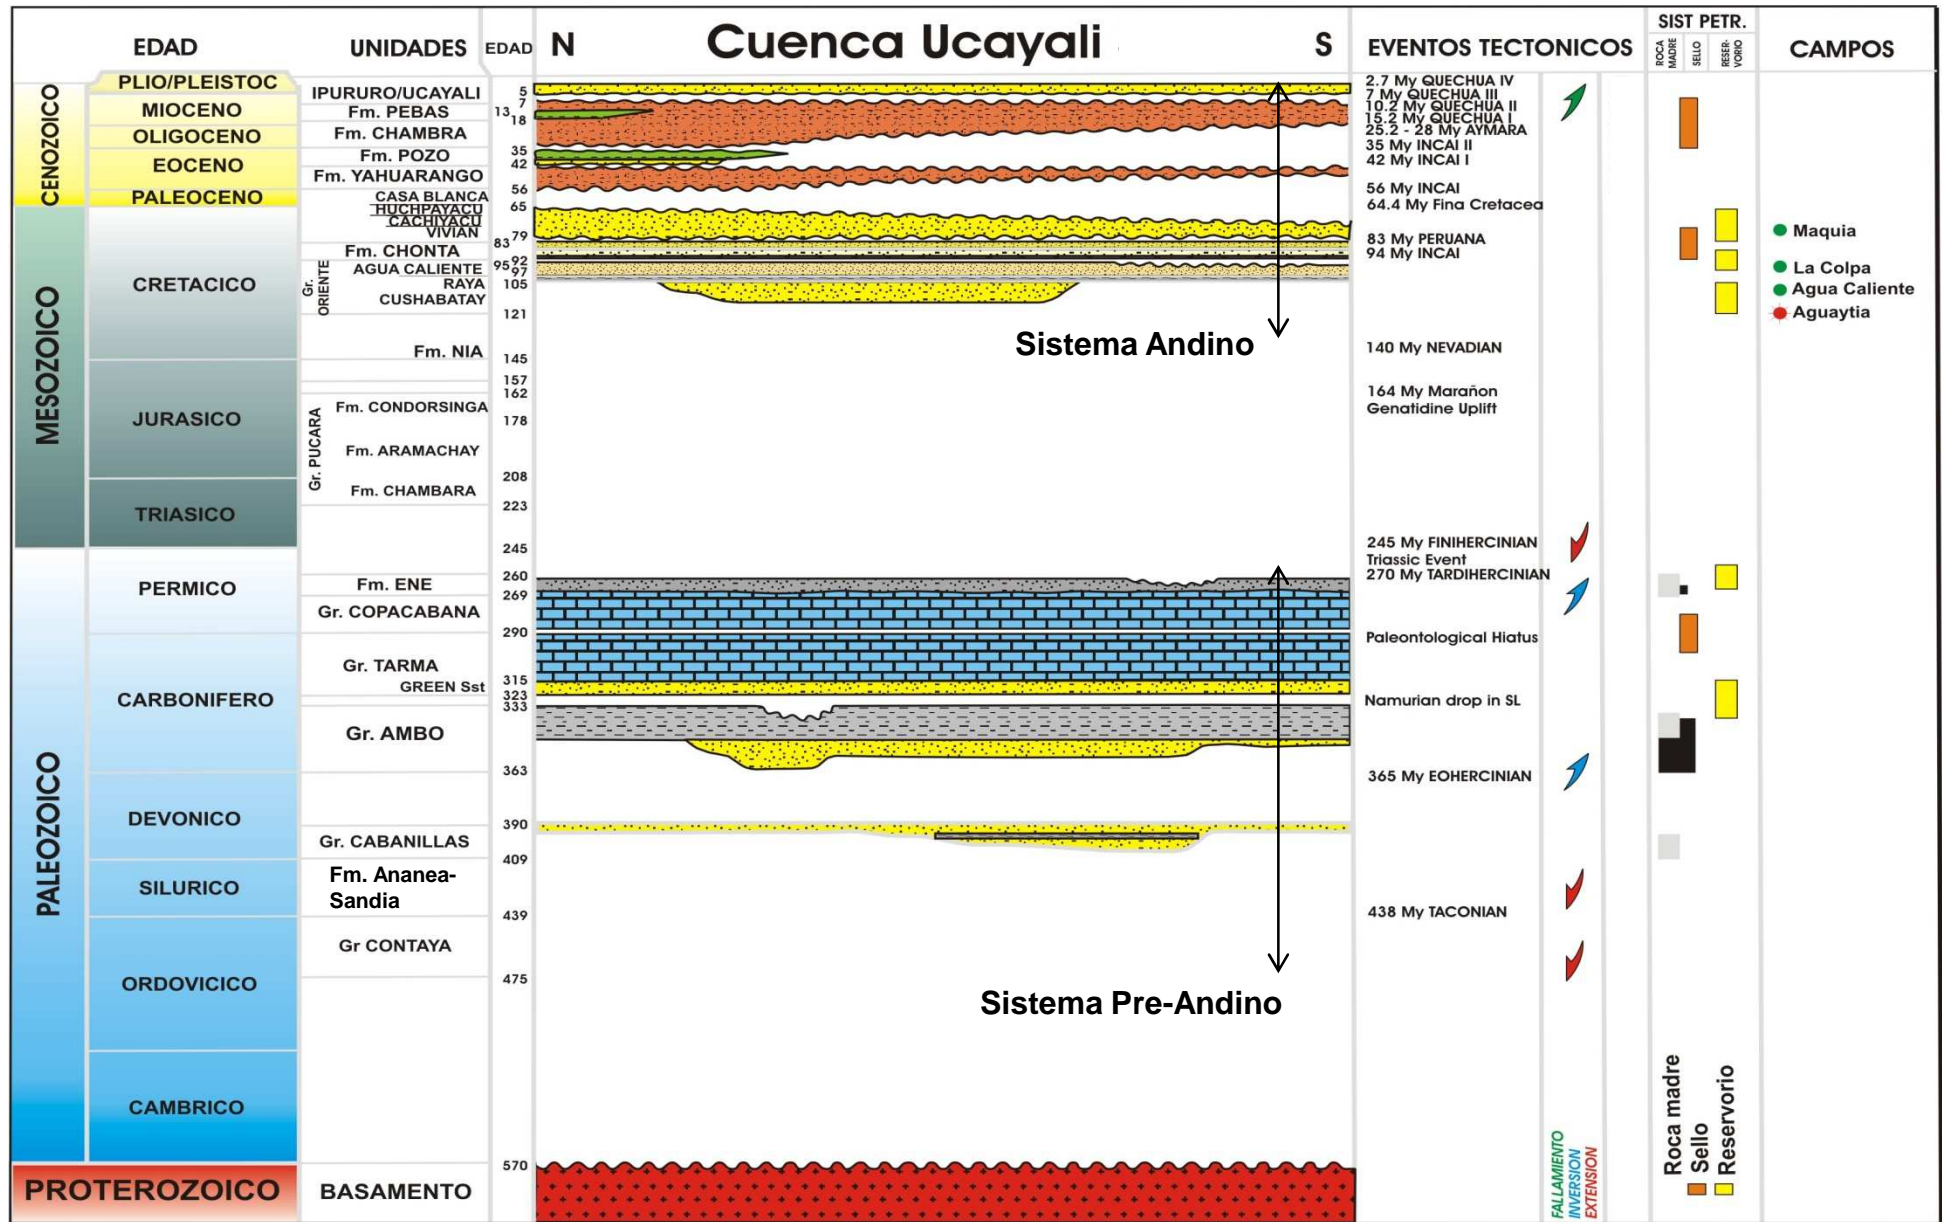 EDAD
UNIDADES
EDAD
N
Cuenca Ucayali
S
EVENTOS TECTONICOS
SIST PETR.
ROCA MADRE
SELLO
RESER-
VORIO
CAMPOS
CENOZOICO
MESOZOICO
PALEOZOICO
PROTEROZOICO
PLIO/PLEISTOC
MIOCENO
OLIGOCENO
EOCENO
PALEOCENO
CRETACICO
JURASICO
TRIASICO
PERMICO
CARBONIFERO
DEVONICO
SILURICO
ORDOVICICO
CAMBRICO
IPURURO/UCAYALI
Fm. PEBAS
Fm. CHAMBRA
Fm. POZO
Fm. YAHUARANGO
CASA BLANCA
HUCHPAYACU
CACHIYACU
VIVIAN
Fm. CHONTA
Gr. ORIENTE
AGUA CALIENTE
RAYA
CUSHABATAY
Fm. NIA
Gr. PUCARA
Fm. CONDORSINGA
Fm. ARAMACHAY
Fm. CHAMBARA
Fm. ENE
Gr. COPACABANA
Gr. TARMA
GREEN Sst
Gr. AMBO
Gr. CABANILLAS
Fm. Ananea-
Sandia
Gr CONTAYA
BASAMENTO
5
7
13
18
35
42
56
65
79
83
92
95
97
105
121
145
157
162
178
208
223
245
260
269
290
315
323
333
363
390
409
439
475
570
Sistema Andino
Sistema Pre-Andino
2.7 My QUECHUA IV
7 My QUECHUA III
10.2 My QUECHUA II
15.2 My QUECHUA I
25.2 - 28 My AYMARA
35 My INCAI II
42 My INCAI I
56 My INCAI
64.4 My Fina Cretacea
83 My PERUANA
94 My INCAI
140 My NEVADIAN
164 My Marañon
Genatidine Uplift
245 My FINIHERCINIAN
Triassic Event
270 My TARDIHERCINIAN
Paleontological Hiatus
Namurian drop in SL
365 My EOHERCINIAN
438 My TACONIAN
FALLAMIENTO
INVERSION
EXTENSION
Roca madre
Sello
Reservorio
Maquia
La Colpa
Agua Caliente
Aguaytia